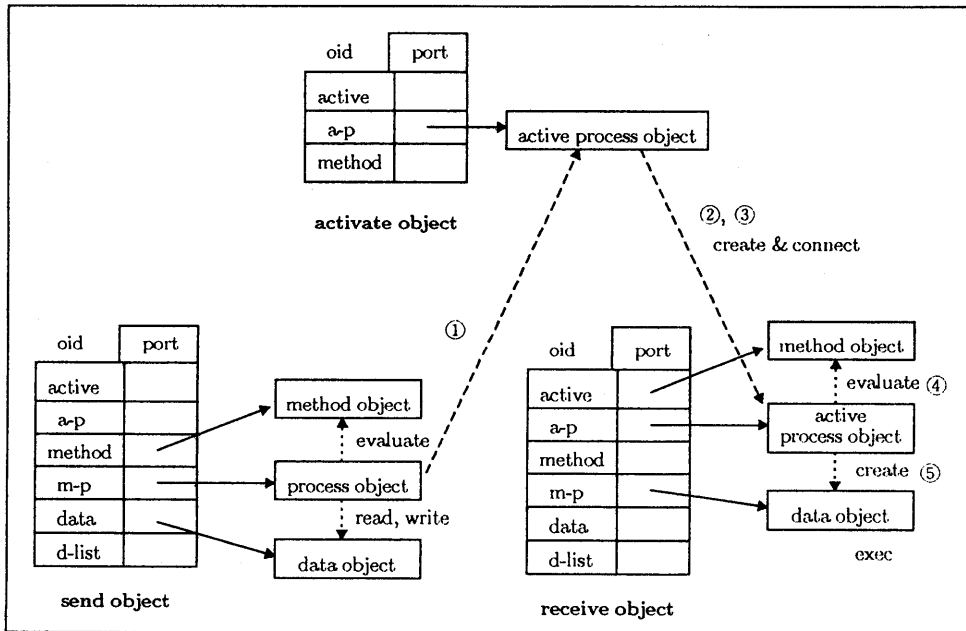 oid port
active
a-p
method
activate object
active process object
②, ③
create & connect
①
oid port
active
a-p
method
m-p
data
d-list
send object
method object
evaluate
process object
read, write
data object
oid port
active
a-p
method
m-p
data
d-list
receive object
method object
evaluate ④
active
process object
create ⑤
data object
exec